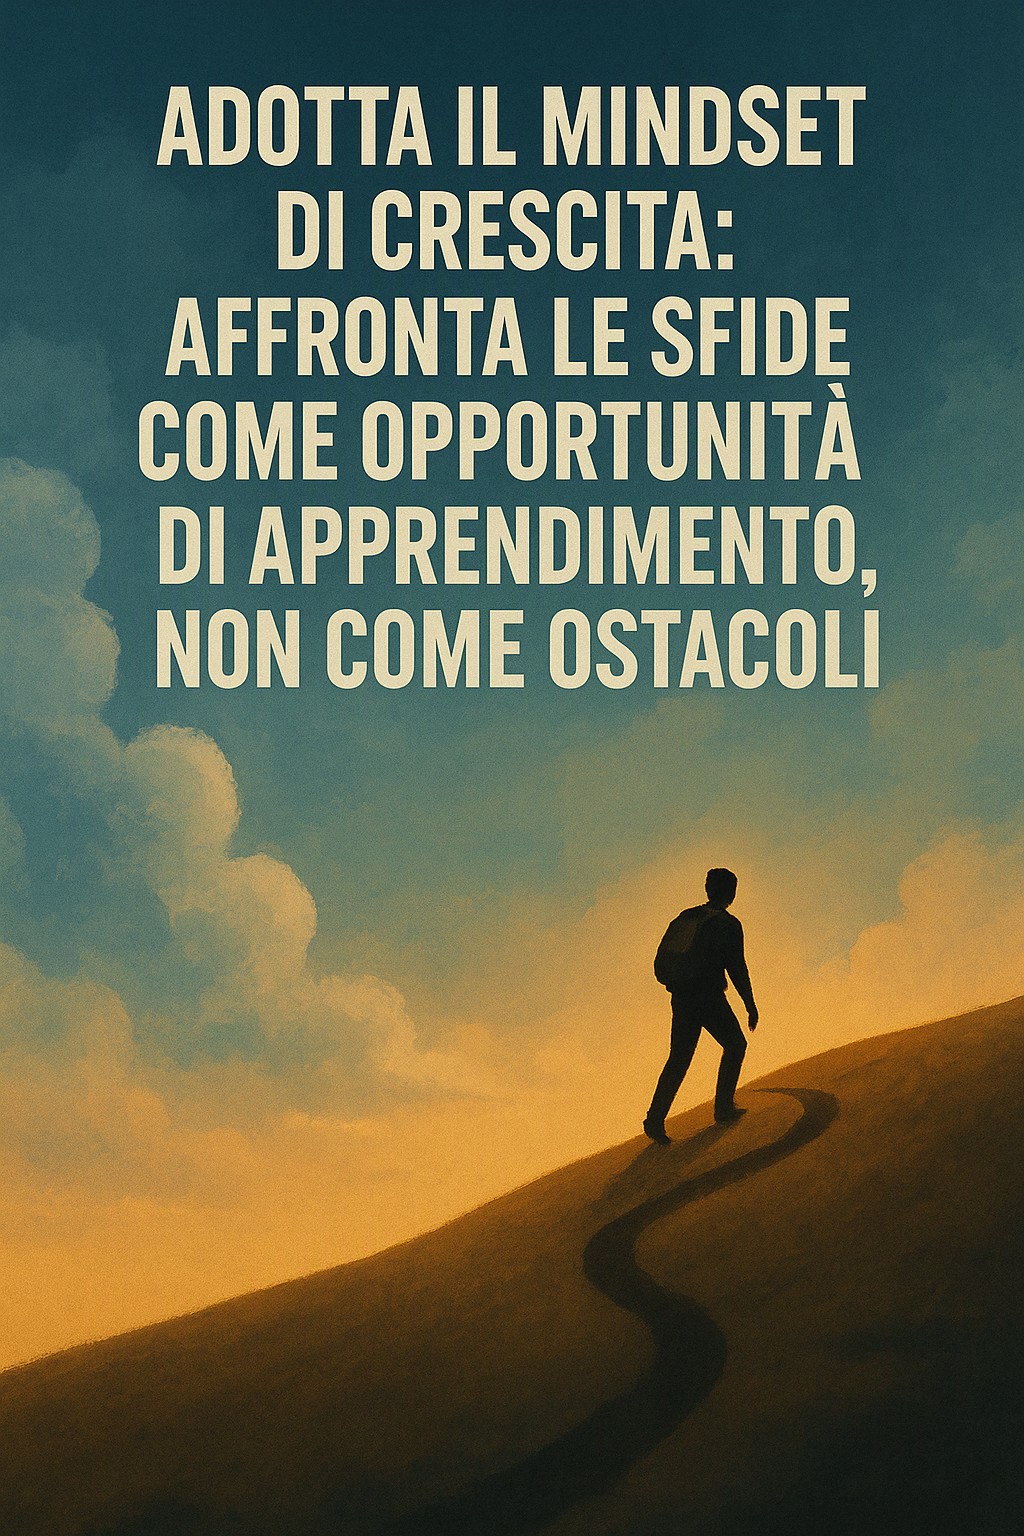 ADOTTA IL MINDSET
DI CRESCITA:
AFFRONTA LE SFIDE
COME OPPORTUNITÀ
DI APPRENDIMENTO,
NON COME OSTACOLI